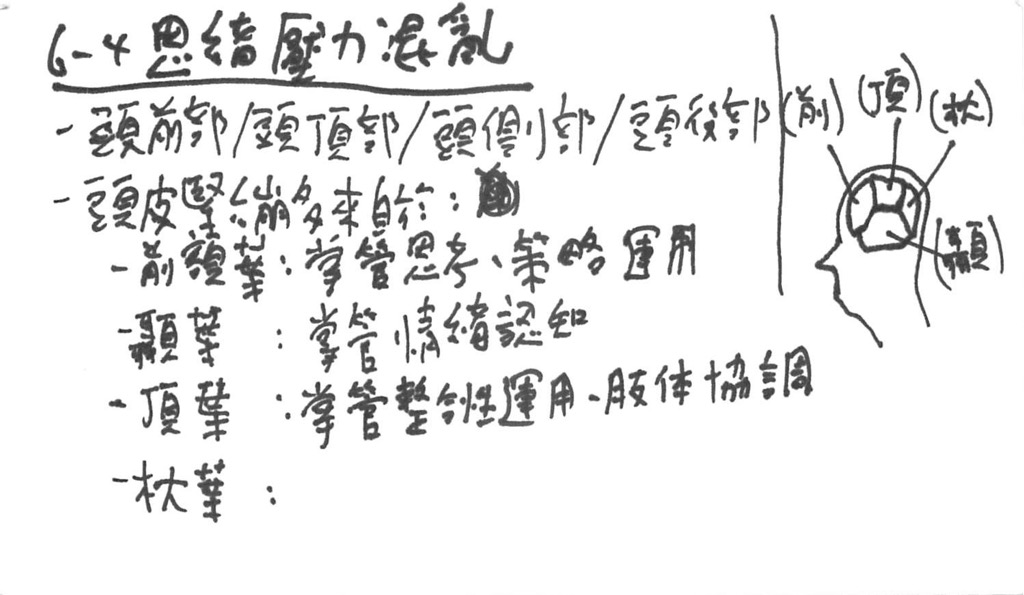 6-4 思緒壓力混亂
- 頭前部/頭頂部/頭側部/頭後部
- 頭皮緊繃多來自於:
- 前額葉:掌管思考、策略運用
- 顳葉 :掌管情緒認知
- 頂葉 :掌管整合性運用、肢体協調
- 枕葉 :
(前) (頂) (枕)
(顳)